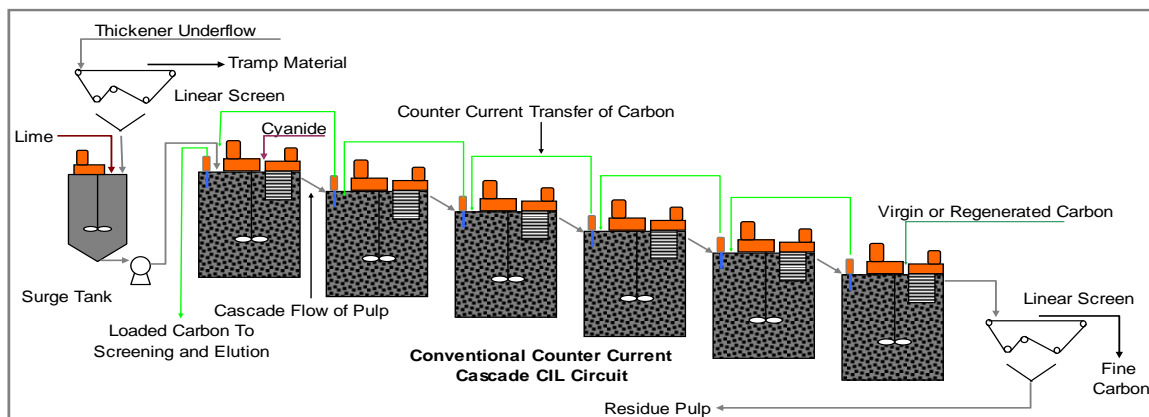 Thickener Underflow
Tramp Material
Linear Screen
Counter Current Transfer of Carbon
Lime
Cyanide
Virgin or Regenerated Carbon
Surge Tank
Cascade Flow of Pulp
Linear Screen
Loaded Carbon To
Screening and Elution
Conventional Counter Current
Cascade CIL Circuit
Fine
Carbon
Residue Pulp